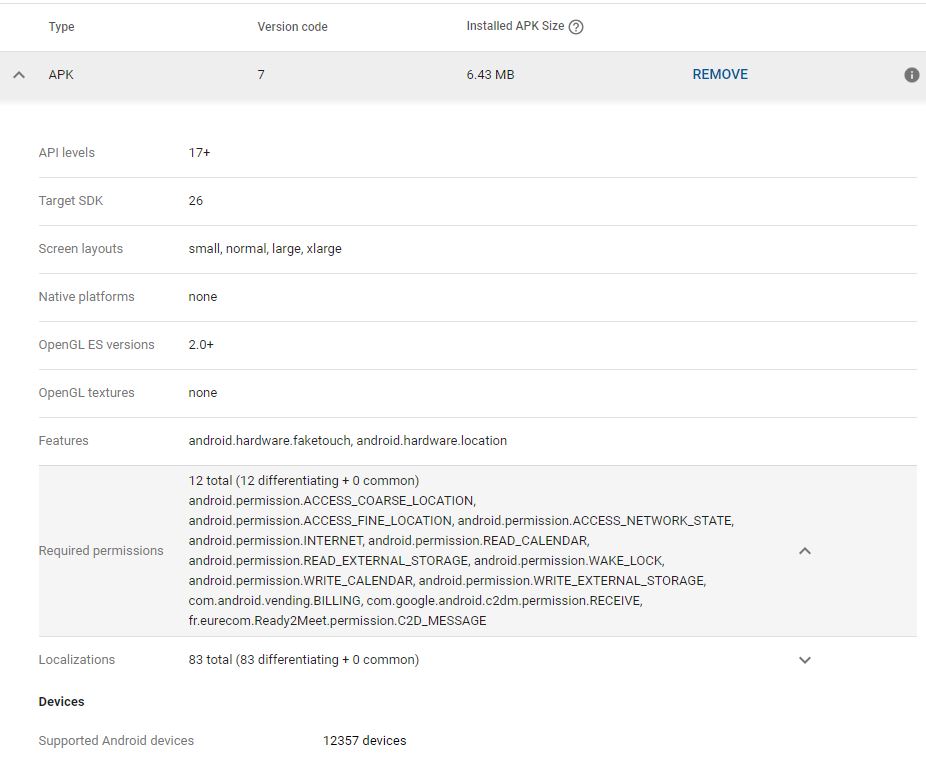 Type Version code Installed APK Size ?
APK 7 6.43 MB REMOVE
API levels 17+
Target SDK 26
Screen layouts small, normal, large, xlarge
Native platforms none
OpenGL ES versions 2.0+
OpenGL textures none
Features android.hardware.faketouch, android.hardware.location
12 total (12 differentiating + 0 common)
android.permission.ACCESS_COARSE_LOCATION,
android.permission.ACCESS_FINE_LOCATION, android.permission.ACCESS_NETWORK_STATE,
android.permission.INTERNET, android.permission.READ_CALENDAR,
Required permissions
android.permission.READ_EXTERNAL_STORAGE, android.permission.WAKE_LOCK,
android.permission.WRITE_CALENDAR, android.permission.WRITE_EXTERNAL_STORAGE,
com.android.vending.BILLING, com.google.android.c2dm.permission.RECEIVE,
fr.eurecom.Ready2Meet.permission.C2D_MESSAGE
Localizations 83 total (83 differentiating + 0 common)
Devices
Supported Android devices 12357 devices